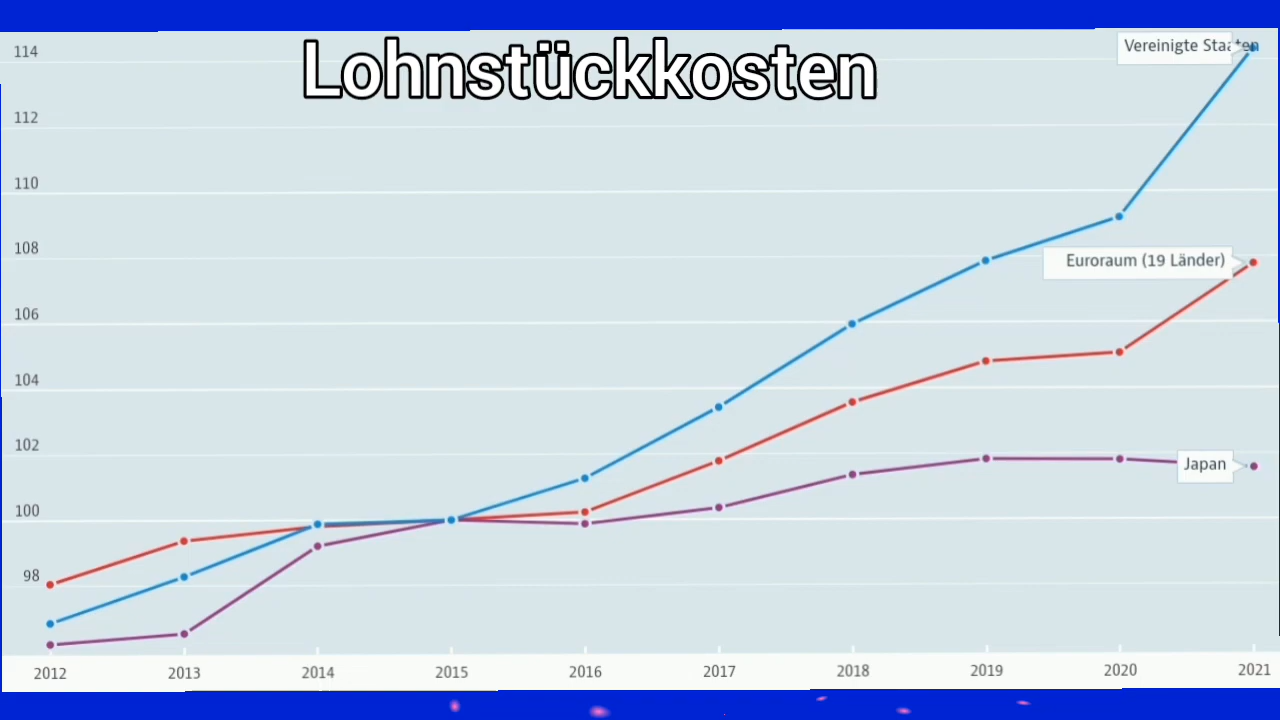 Lohnstückkosten
Vereinigte Staaten
114
112
110
108
Euroraum (19 Länder)
106
104
102
Japan
100
98
2012 2013 2014 2015 2016 2017 2018 2019 2020 2021